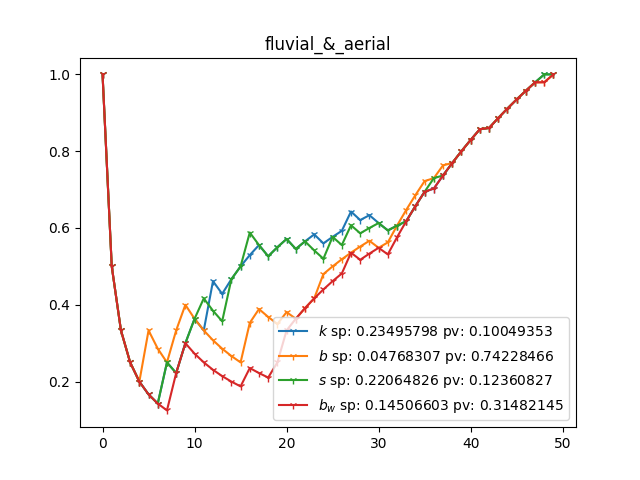 fluvial_&_aerial
1.0
0.8
0.6
0.4
0.2
k sp: 0.23495798 pv: 0.10049353
b sp: 0.04768307 pv: 0.74228466
s sp: 0.22064826 pv: 0.12360827
b_w sp: 0.14506603 pv: 0.31482145
0 10 20 30 40 50